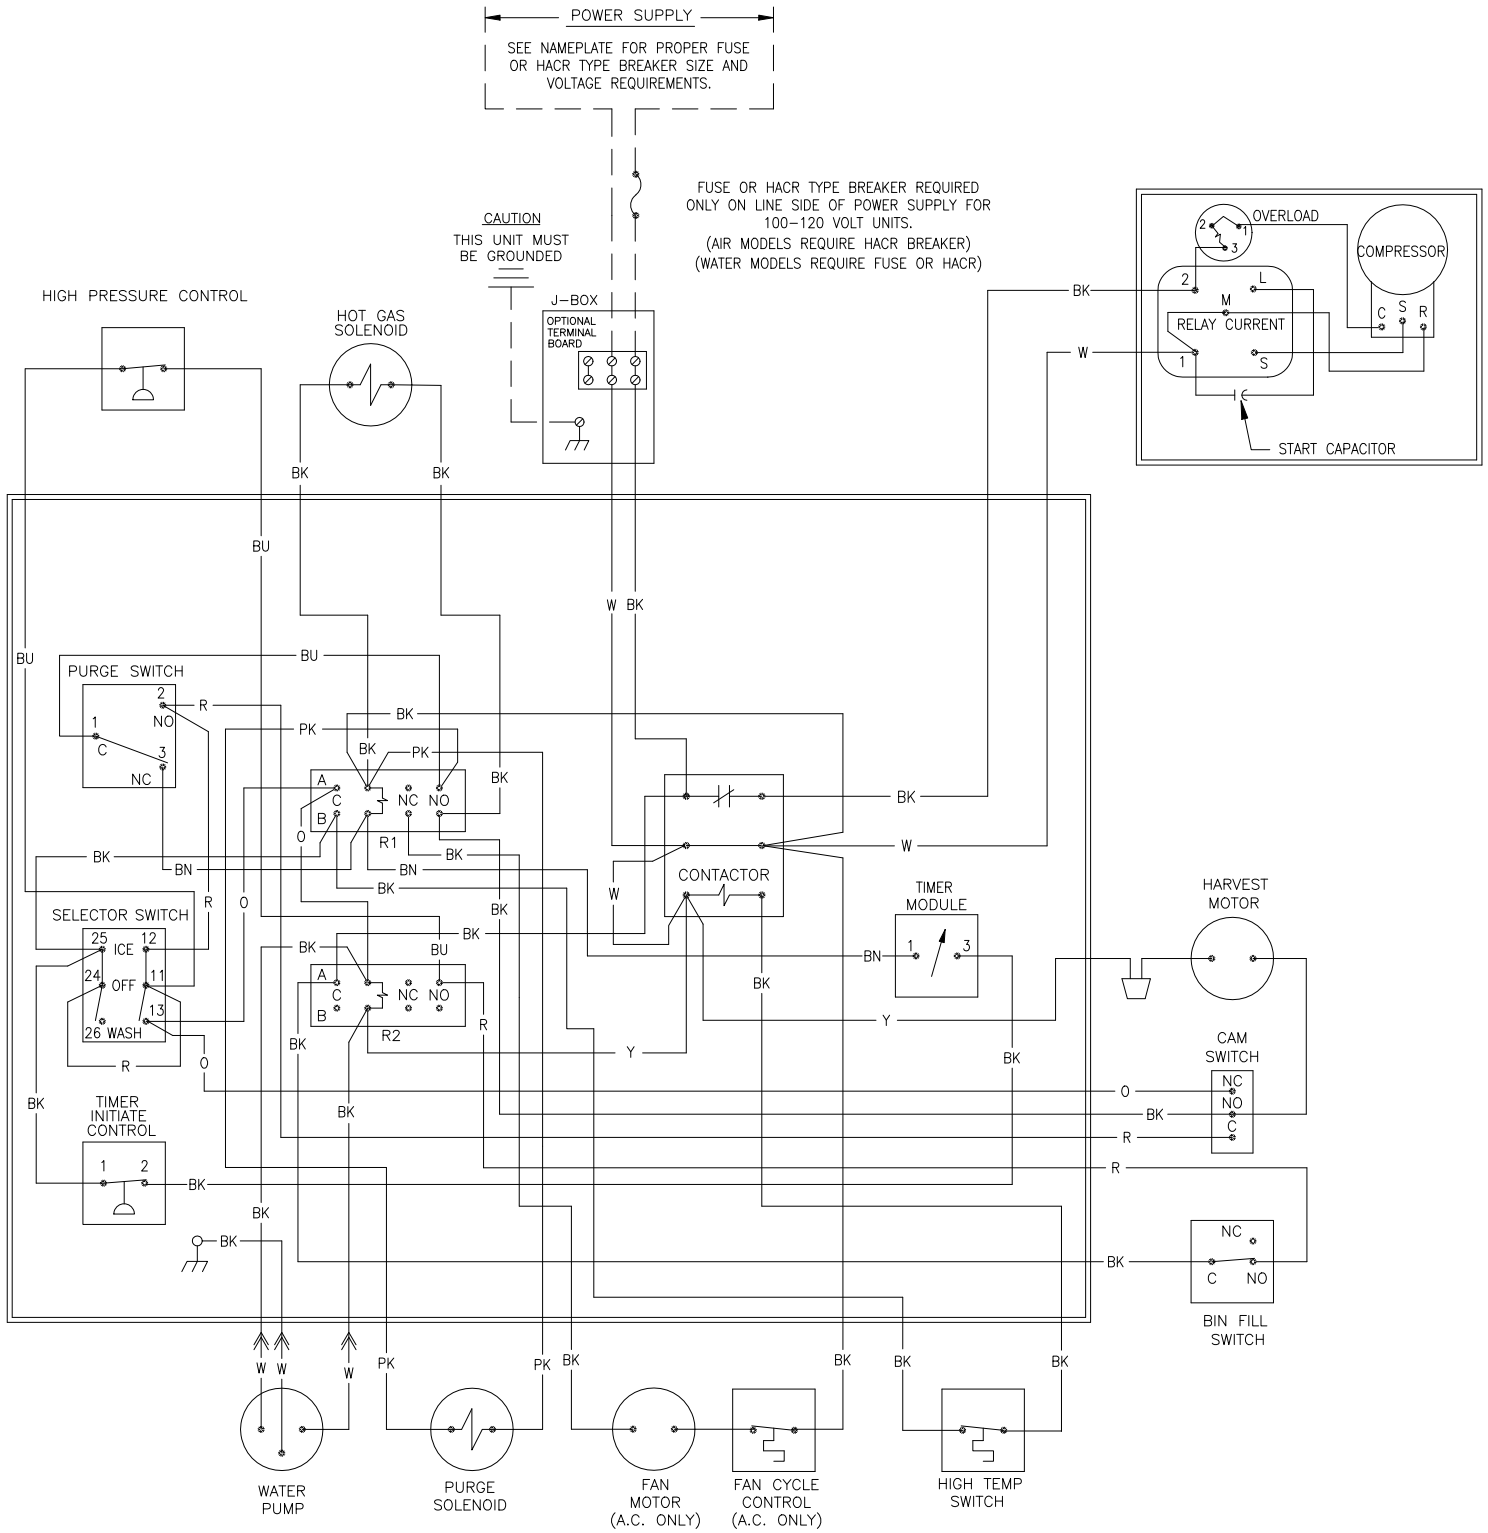 POWER SUPPLY
SEE NAMEPLATE FOR PROPER FUSE
OR HACR TYPE BREAKER SIZE AND
VOLTAGE REQUIREMENTS.
FUSE OR HACR TYPE BREAKER REQUIRED
ONLY ON LINE SIDE OF POWER SUPPLY FOR
100-120 VOLT UNITS.
(AIR MODELS REQUIRE HACR BREAKER)
(WATER MODELS REQUIRE FUSE OR HACR)
CAUTION
THIS UNIT MUST
BE GROUNDED
J-BOX
OPTIONAL
TERMINAL
BOARD
HIGH PRESSURE CONTROL
HOT GAS
SOLENOID
OVERLOAD
2
1
3
COMPRESSOR
C
S
R
2
L
M
RELAY CURRENT
1
S
START CAPACITOR
BK
W
BK
BK
BU
W
BK
BU
BU
PURGE SWITCH
2
NO
1
C
3
NC
R
BK
PK
BK
PK
BK
A
C
NC
NO
B
R1
O
BK
BK
BN
BN
BK
BK
R
O
BK
BK
W
W
CONTACTOR
BK
SELECTOR SWITCH
25
ICE
12
24
OFF
11
13
26
WASH
R
O
BK
BK
BU
A
C
NC
NO
B
R2
R
BK
Y
BK
TIMER
MODULE
1
3
BN
BK
Y
BK
HARVEST
MOTOR
CAM
SWITCH
NC
NO
C
O
BK
R
R
BK
TIMER
INITIATE
CONTROL
1
2
BK
BK
BK
BIN FILL
SWITCH
NC
C
NO
W
W
W
PK
PK
BK
BK
BK
BK
WATER
PUMP
PURGE
SOLENOID
FAN
MOTOR
(A.C. ONLY)
FAN CYCLE
CONTROL
(A.C. ONLY)
HIGH TEMP
SWITCH